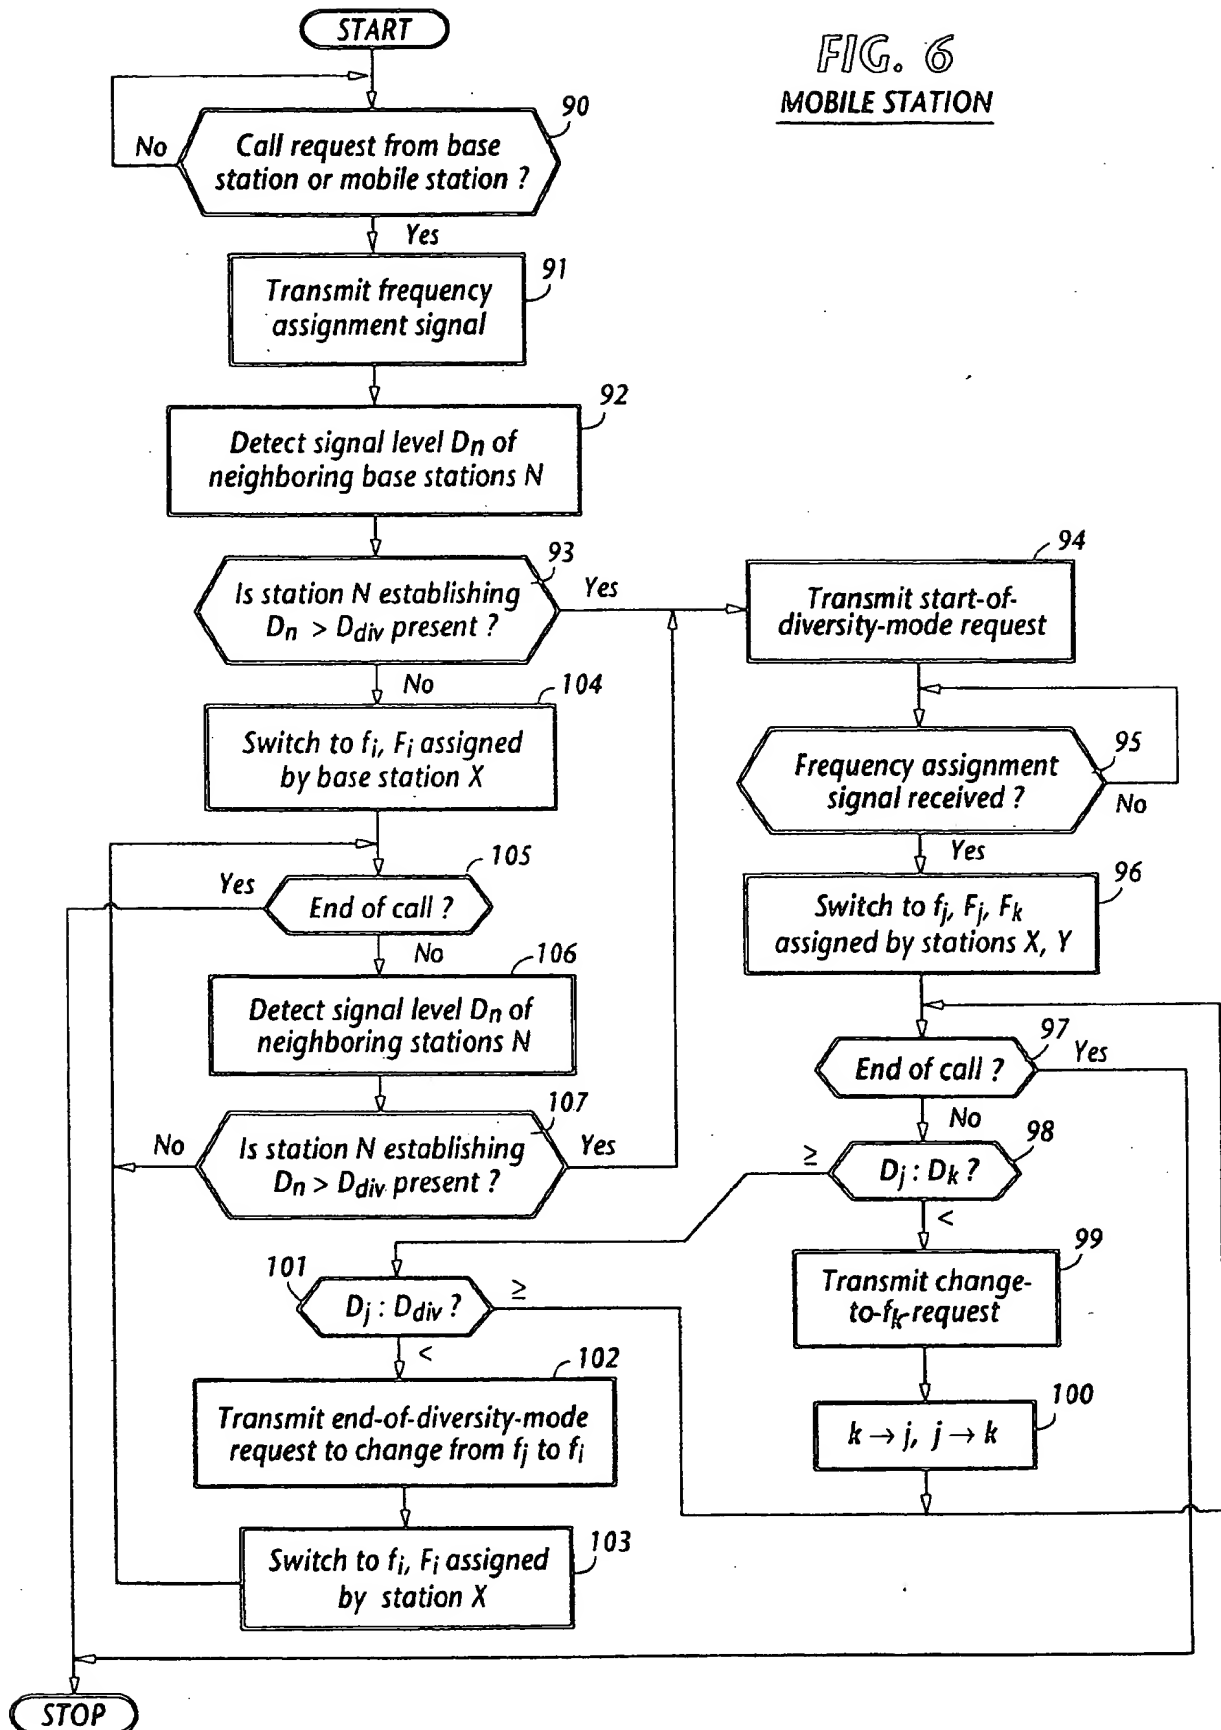 START
FIG. 6
MOBILE STATION
90
Call request from base
station or mobile station ?
No
Yes
91
Transmit frequency
assignment signal
92
Detect signal level Dn of
neighboring base stations N
93
Is station N establishing
Dn > Ddiv present ?
Yes
No
94
Transmit start-of-
diversity-mode request
104
Switch to fi, Fi assigned
by base station X
95
Frequency assignment
signal received ?
No
Yes
105
Yes
End of call ?
No
96
Switch to fj, Fj, Fk
assigned by stations X, Y
106
Detect signal level Dn of
neighboring stations N
97
End of call ?
Yes
No
107
No
Is station N establishing
Dn > Ddiv present ?
Yes
98
≥
Dj : Dk ?
<
99
Transmit change-
to-fk-request
101
Dj : Ddiv ?
≥
<
102
Transmit end-of-diversity-mode
request to change from fj to fi
100
k → j, j → k
103
Switch to fi, Fi assigned
by station X
STOP